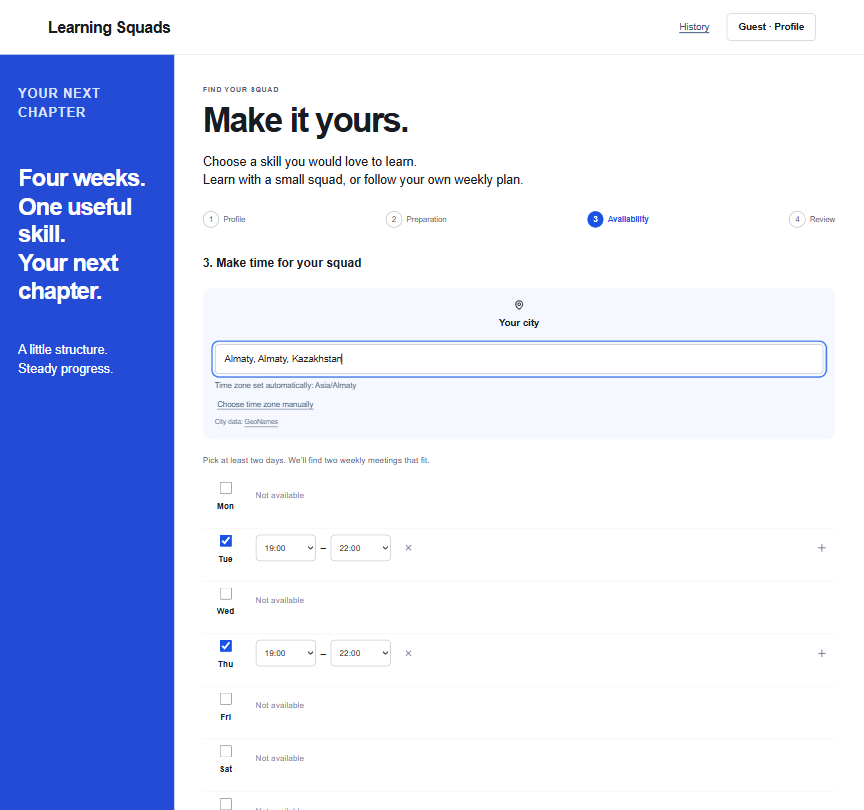 Learning Squads
History
Guest · Profile
YOUR NEXT
CHAPTER
Four weeks.
One useful
skill.
Your next
chapter.
A little structure.
Steady progress.
FIND YOUR SQUAD
Make it yours.
Choose a skill you would love to learn.
Learn with a small squad, or follow your own weekly plan.
1 Profile
2 Preparation
3 Availability
4 Review
3. Make time for your squad
Your city
Almaty, Almaty, Kazakhstan
Time zone set automatically: Asia/Almaty
Choose time zone manually
City data: GeoNames
Pick at least two days. We'll find two weekly meetings that fit.
Mon
Not available
Tue
19:00 – 22:00 × +
Wed
Not available
Thu
19:00 – 22:00 × +
Fri
Not available
Sat
Not available